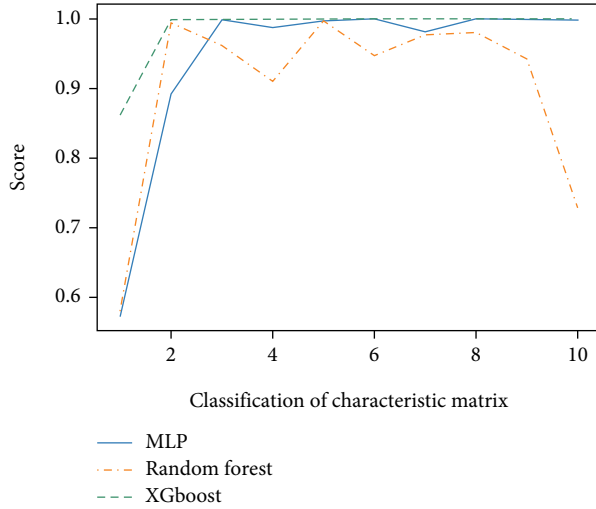 1.0
0.9
0.8
0.7
0.6
Score
2
4
6
8
10
Classification of characteristic matrix
MLP
Random forest
XGboost